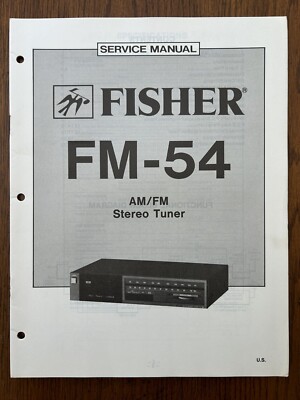 SERVICE MANUAL
FISHER®
FM-54
AM/FM
Stereo Tuner
U.S.